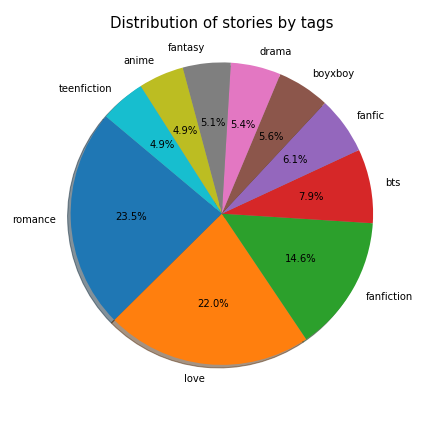 Distribution of stories by tags
fantasy
drama
anime
boyxboy
teenfiction
fanfic
5.1%
5.4%
4.9%
5.6%
4.9%
6.1%
bts
7.9%
romance
23.5%
14.6%
fanfiction
22.0%
love